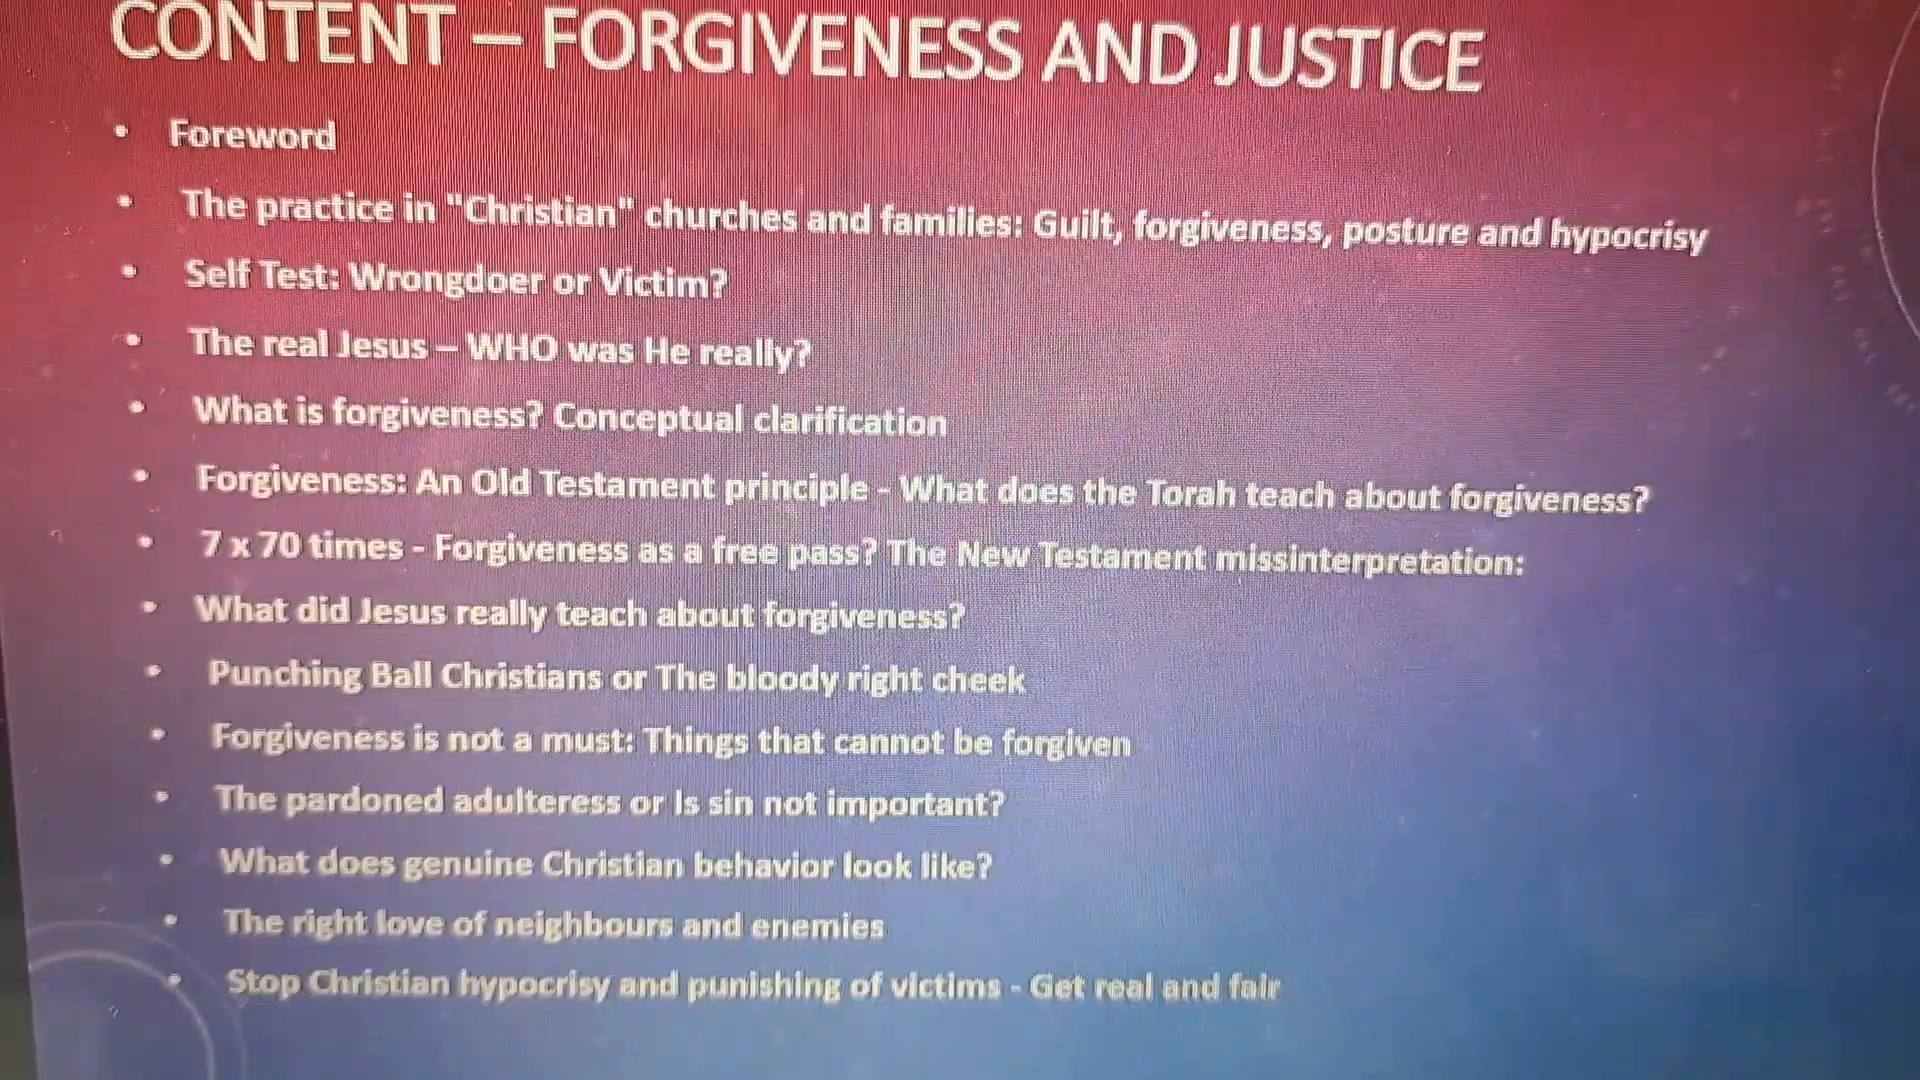 CONTENT – FORGIVENESS AND JUSTICE
• Foreword
• The practice in "Christian" churches and families: Guilt, forgiveness, posture and hypocrisy
• Self Test: Wrongdoer or Victim?
• The real Jesus – WHO was He really?
• What is forgiveness? Conceptual clarification
• Forgiveness: An Old Testament principle - What does the Torah teach about forgiveness?
• 7 x 70 times - Forgiveness as a free pass? The New Testament missinterpretation:
• What did Jesus really teach about forgiveness?
• Punching Ball Christians or The bloody right cheek
• Forgiveness is not a must: Things that cannot be forgiven
• The pardoned adulteress or Is sin not important?
• What does genuine Christian behavior look like?
• The right love of neighbours and enemies
• Stop Christian hypocrisy and punishing of victims - Get real and fair